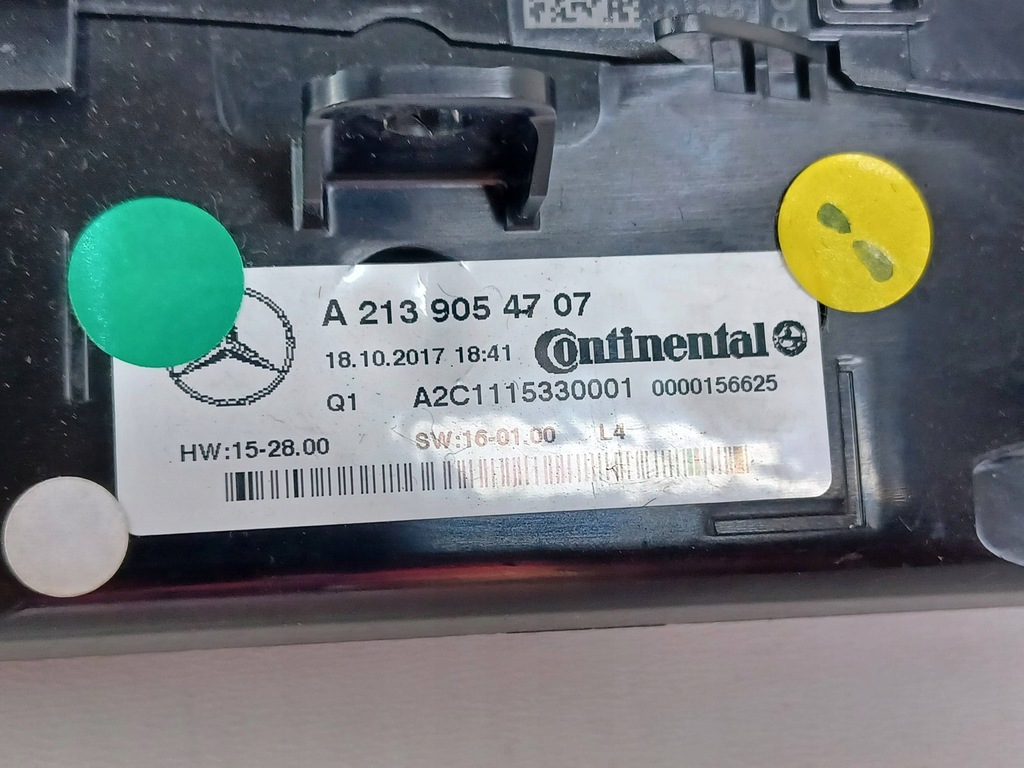 A 213 905 47 07
18.10.2017 18:41 Continental
Q1 A2C1115330001 0000156625
HW:15-28.00 SW:16-01.00 L4